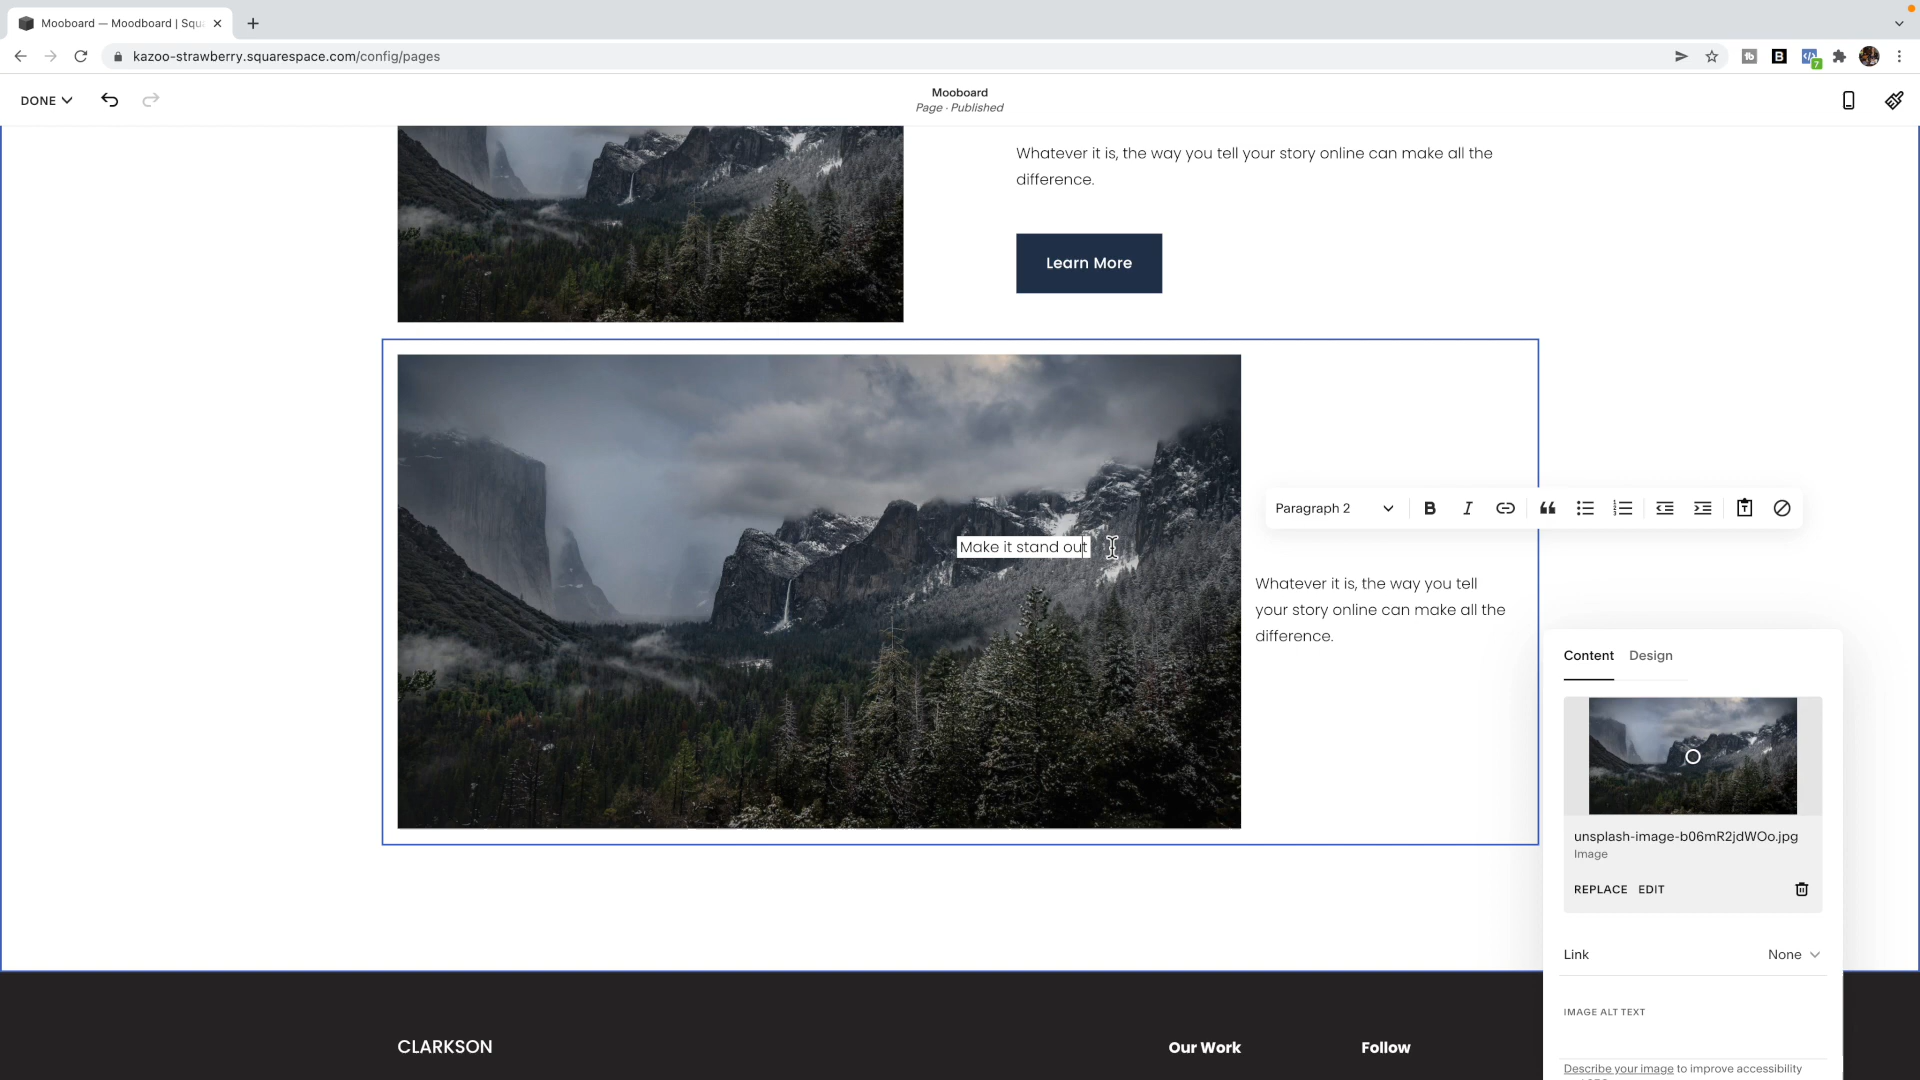 Mooboard — Moodboard | Squ
kazoo-strawberry.squarespace.com/config/pages
7
DONE
Mooboard
Page · Published
Whatever it is, the way you tell your story online can make all the
difference.
Learn More
Paragraph 2
Make it stand out
Whatever it is, the way you tell
your story online can make all the
difference.
Content Design
unsplash-image-b06mR2jdWOo.jpg
Image
REPLACE EDIT
Link None
IMAGE ALT TEXT
Describe your image to improve accessibility
CLARKSON
Our Work
Follow